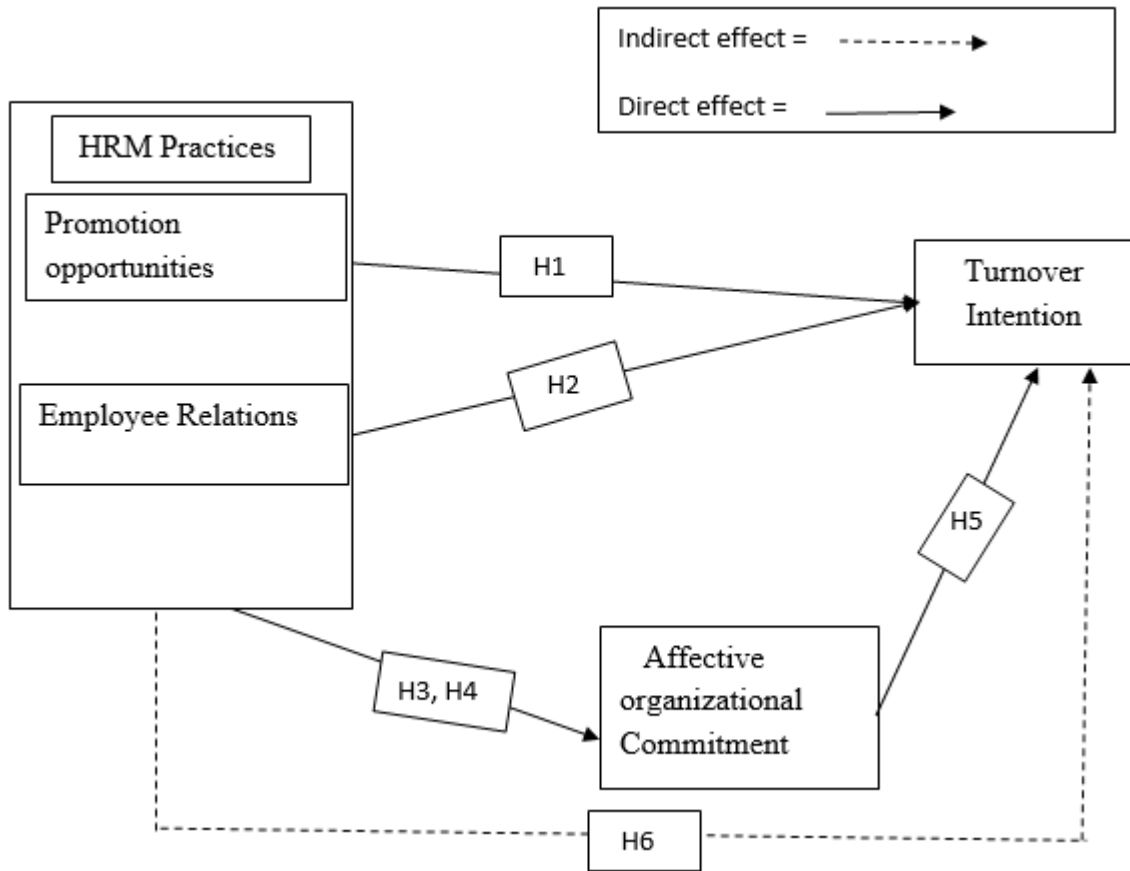 Indirect effect =
Direct effect =
HRM Practices
Promotion
opportunities
Employee Relations
H1
H2
Turnover
Intention
H5
H3, H4
Affective
organizational
Commitment
H6